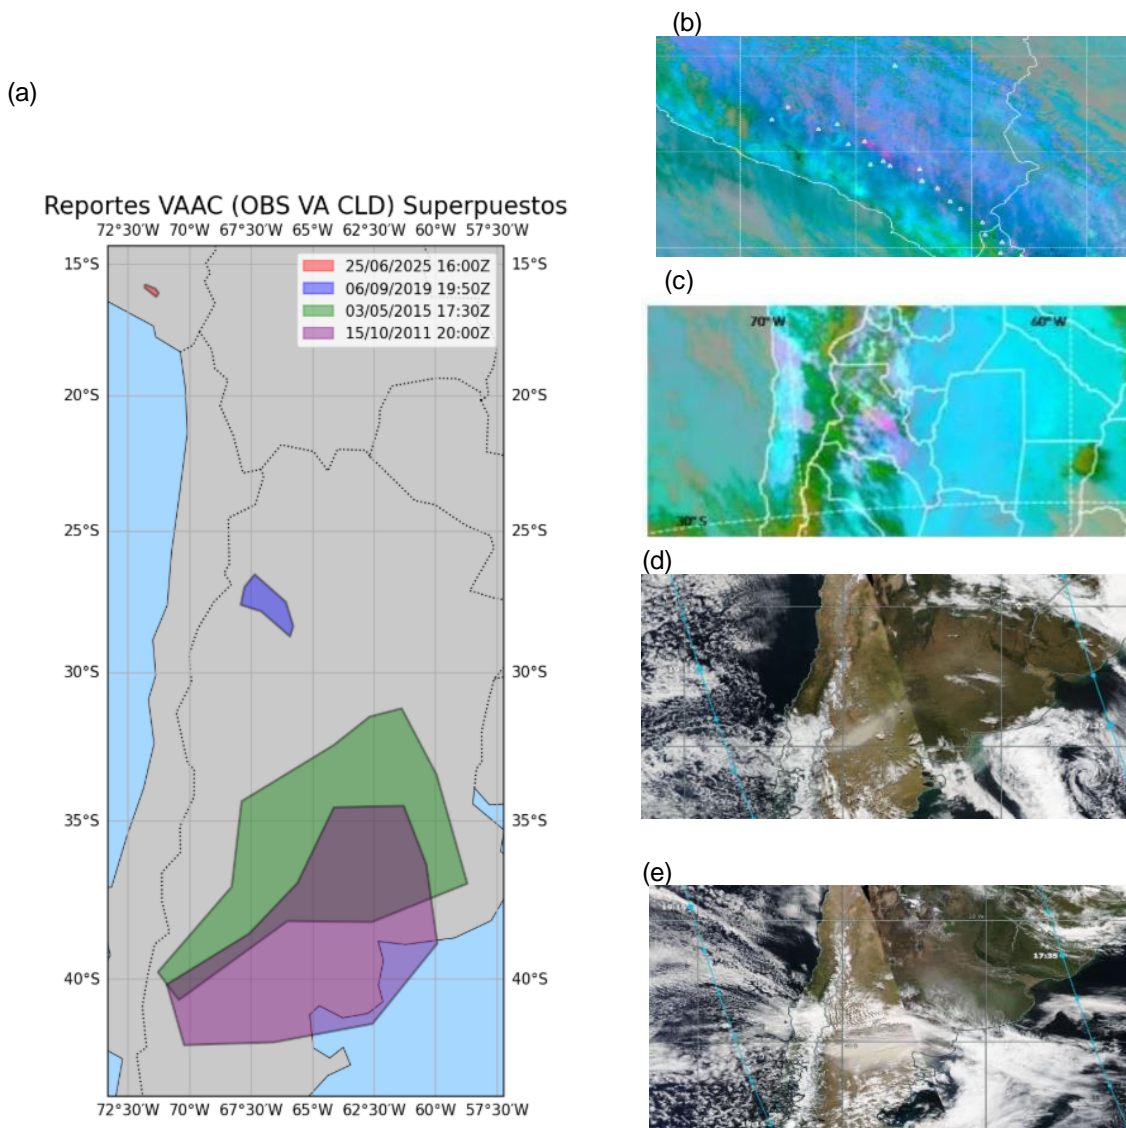 (a)
Reportes VAAC (OBS VA CLD) Superpuestos
72°30'W 70°W 67°30'W 65°W 62°30'W 60°W 57°30'W
15°S 15°S
25/06/2025 16:00Z
06/09/2019 19:50Z
03/05/2015 17:30Z
15/10/2011 20:00Z
20°S 20°S
25°S 25°S
30°S 30°S
35°S 35°S
40°S 40°S
72°30'W 70°W 67°30'W 65°W 62°30'W 60°W 57°30'W
(b)
(c)
70° W 60° W
30° S
(d)
(e)
17:35